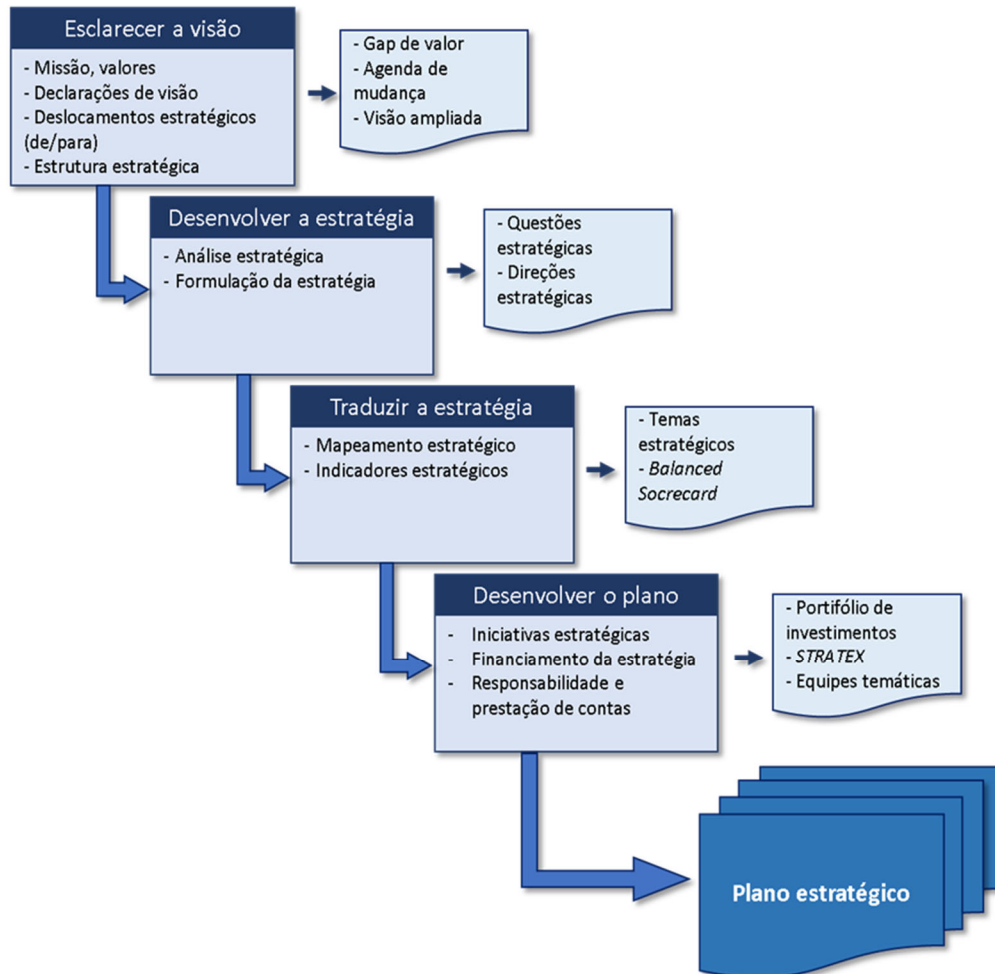 Esclarecer a visão
- Missão, valores
- Declarações de visão
- Deslocamentos estratégicos
(de/para)
- Estrutura estratégica
- Gap de valor
- Agenda de
mudança
- Visão ampliada
Desenvolver a estratégia
- Análise estratégica
- Formulação da estratégia
- Questões
estratégicas
- Direções
estratégicas
Traduzir a estratégia
- Mapeamento estratégico
- Indicadores estratégicos
- Temas
estratégicos
- Balanced
Socrecard
Desenvolver o plano
- Iniciativas estratégicas
- Financiamento da estratégia
- Responsabilidade e
prestação de contas
- Portifólio de
investimentos
- STRATEX
- Equipes temáticas
Plano estratégico